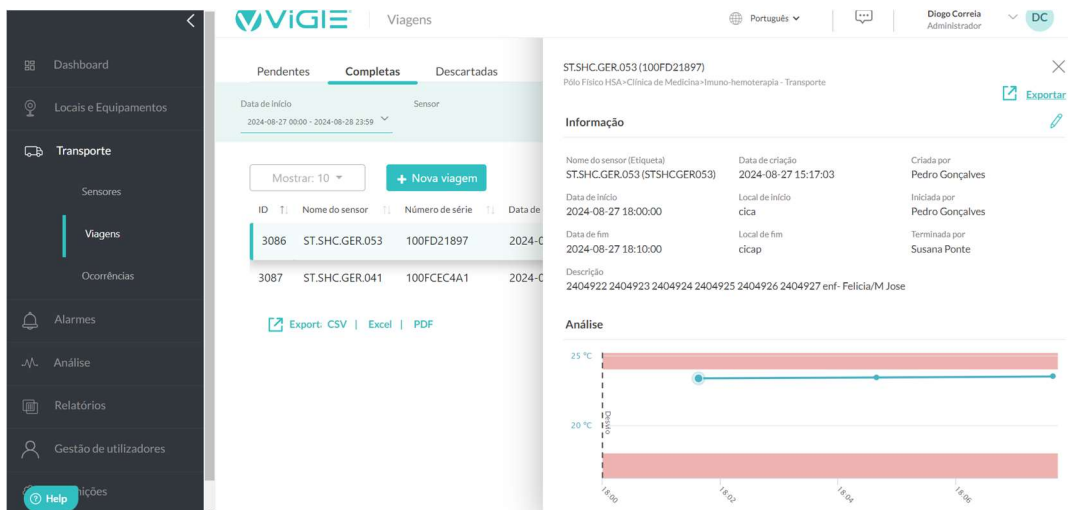 ViGIE
Viagens
Português
Diogo Correia
Administrador
DC
Dashboard
Locais e Equipamentos
Transporte
Sensores
Viagens
Ocorrências
Alarmes
Análise
Relatórios
Gestão de utilizadores
Help
Pendentes Completas Descartadas
Data de início Sensor
2024-08-27 00:00 - 2024-08-28 23:59
Mostrar: 10
+ Nova viagem
ID Nome do sensor Número de série Data de
3086 ST.SHC.GER.053 100FD21897 2024-0
3087 ST.SHC.GER.041 100FCEC4A1 2024-0
Export. CSV | Excel | PDF
ST.SHC.GER.053 (100FD21897)
Pólo Físico HSA>Clínica de Medicina>Imuno-hemoterapia - Transporte
Exportar
Informação
Nome do sensor (Etiqueta) Data de criação Criada por
ST.SHC.GER.053 (STSHCGER053) 2024-08-27 15:17:03 Pedro Gonçalves
Data de início Local de início Iniciada por
2024-08-27 18:00:00 cica Pedro Gonçalves
Data de fim Local de fim Terminada por
2024-08-27 18:10:00 cicap Susana Ponte
Descrição
2404922 2404923 2404924 2404925 2404926 2404927 enf- Felicia/M Jose
Análise
25 °C
20 °C
18:00 18:02 18:04 18:06